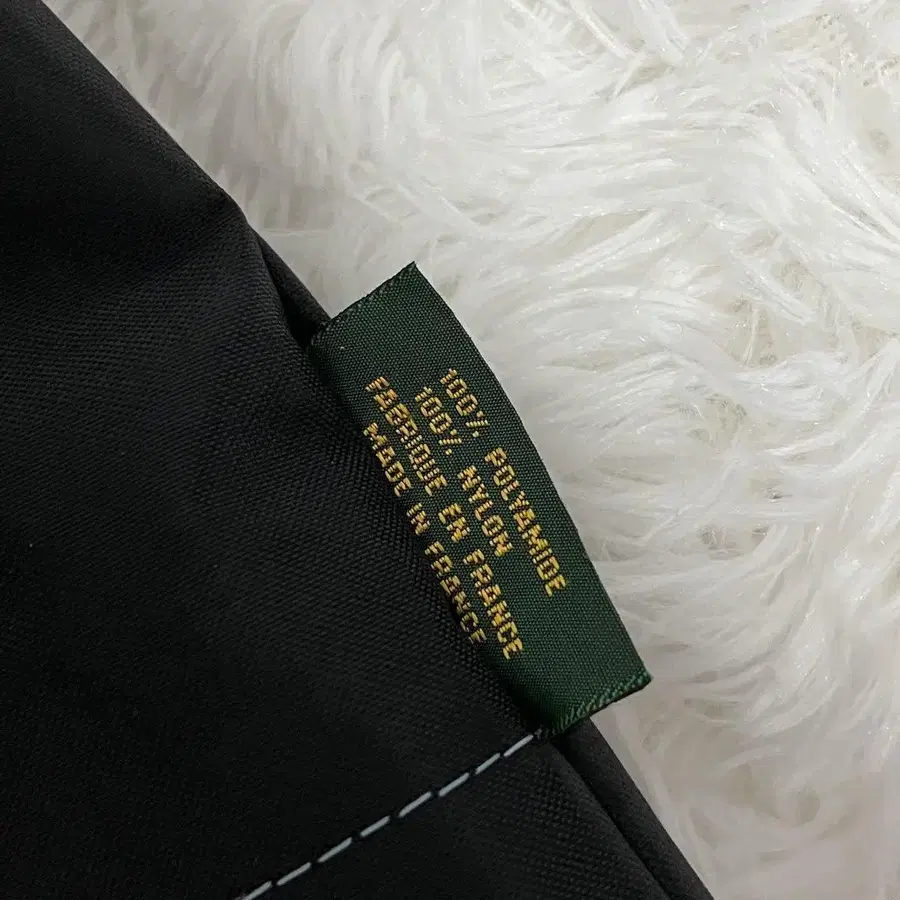 100% POLYAMIDE
100% NYLON
FABRIQUE EN FRANCE
MADE IN FRANCE